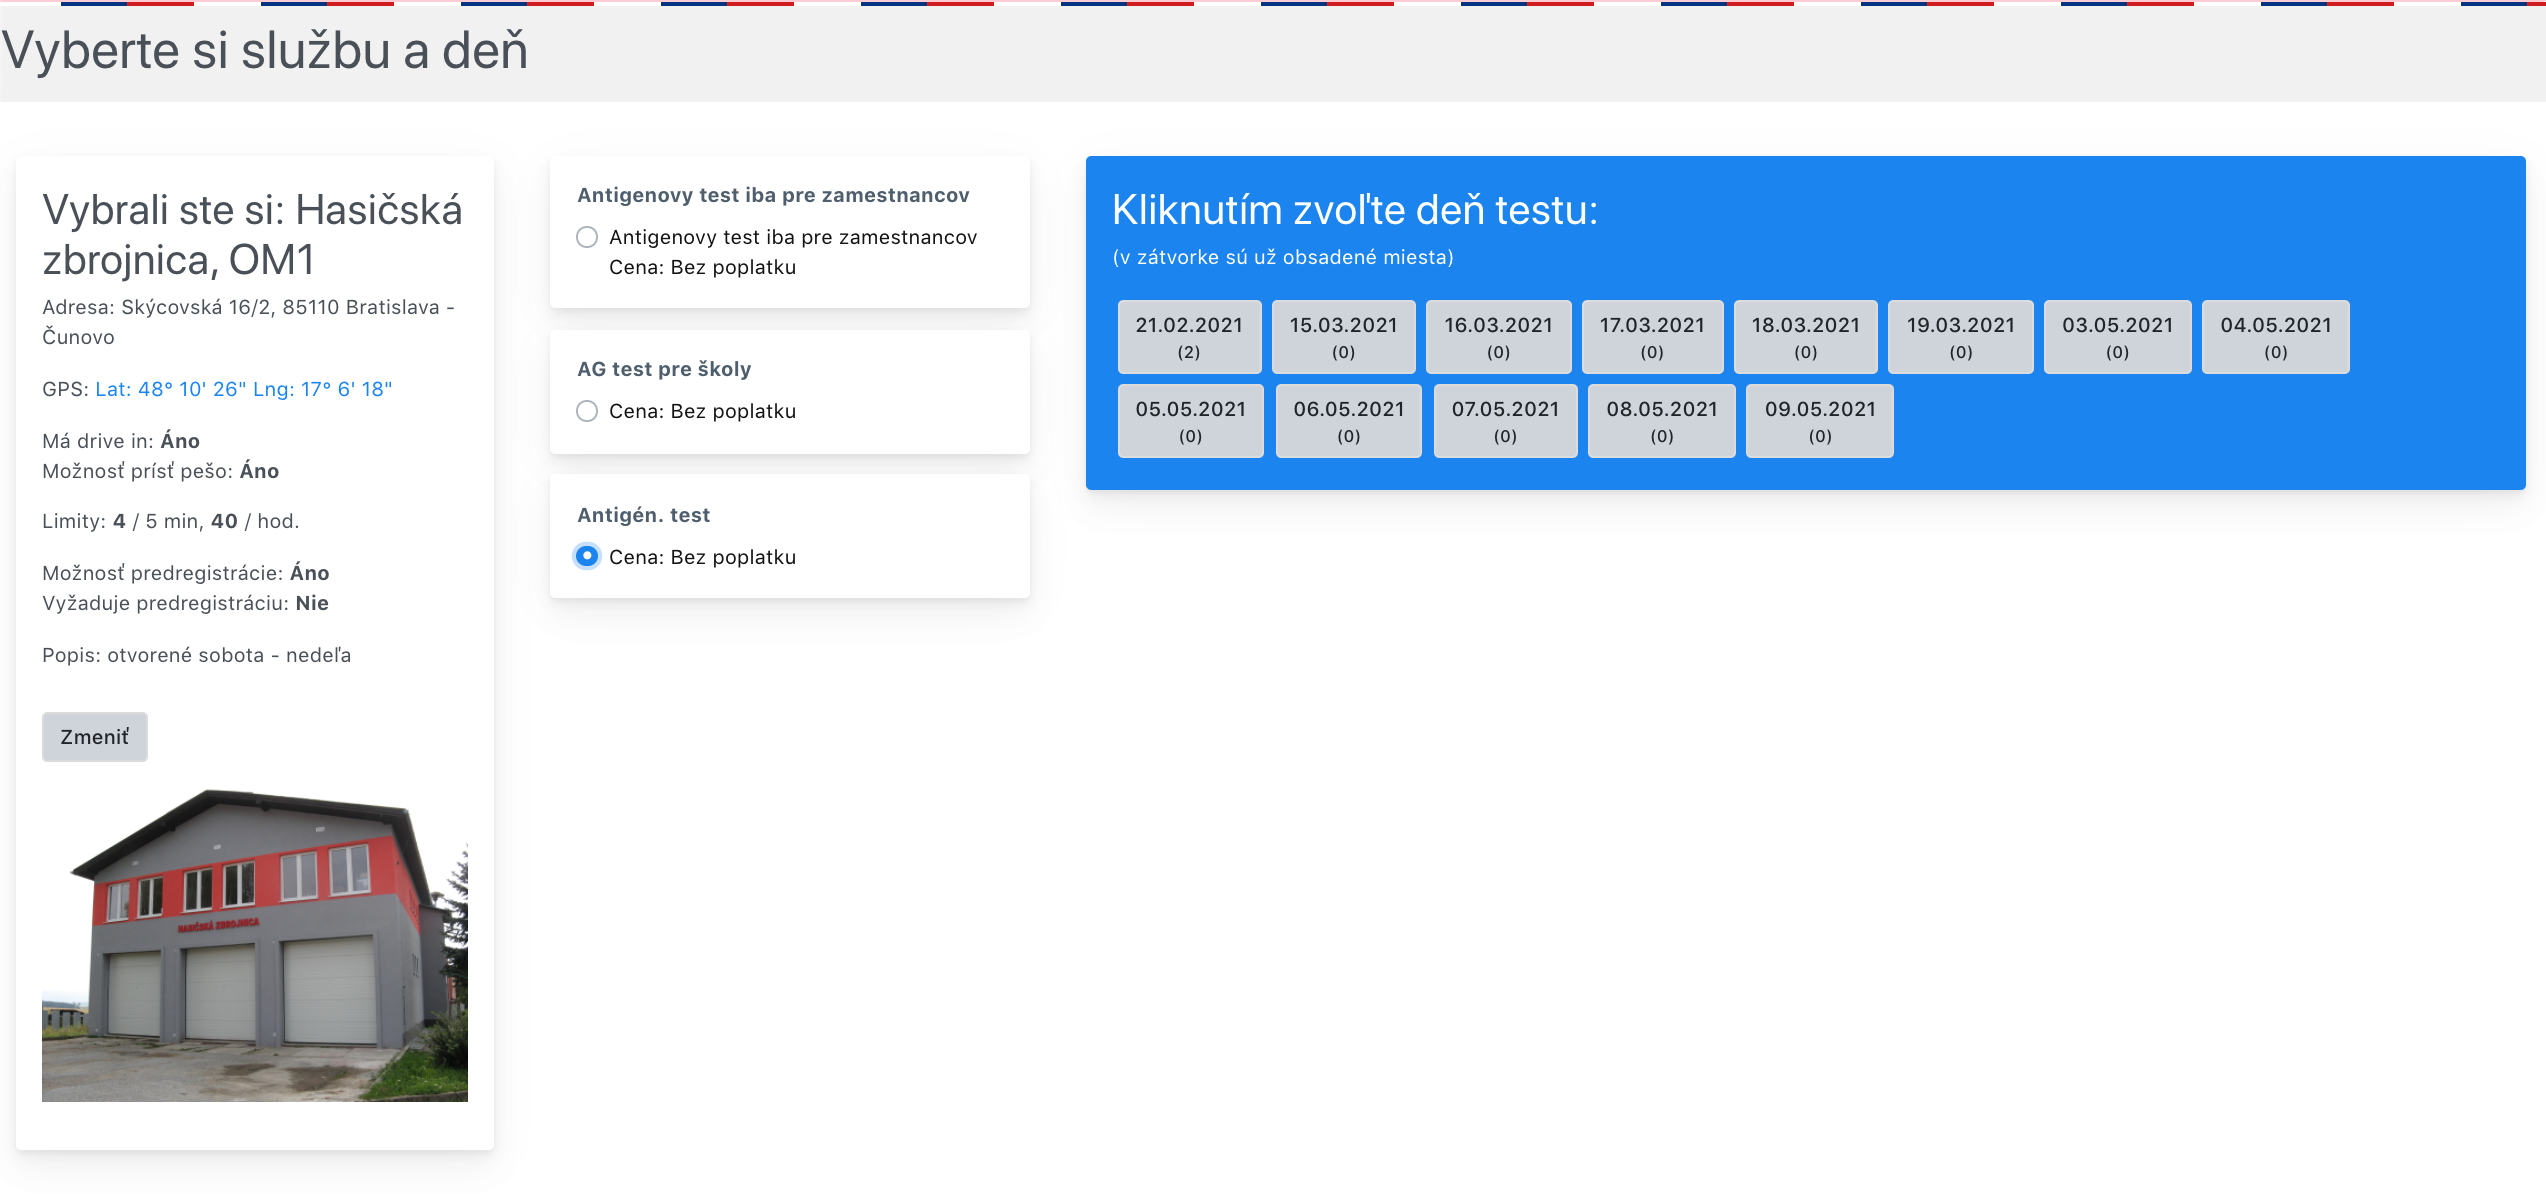 Vyberte si službu a deň
Vybrali ste si: Hasičská
zbrojnica, OM1
Adresa: Skýcovská 16/2, 85110 Bratislava -
Čunovo
GPS: Lat: 48° 10' 26" Lng: 17° 6' 18"
Má drive in: Áno
Možnosť prísť pešo: Áno
Limity: 4 / 5 min, 40 / hod.
Možnosť predregistrácie: Áno
Vyžaduje predregistráciu: Nie
Popis: otvorené sobota - nedeľa
Zmeniť
HASIČSKÁ ZBROJNICA
Antigenovy test iba pre zamestnancov
Antigenovy test iba pre zamestnancov
Cena: Bez poplatku
AG test pre školy
Cena: Bez poplatku
Antigén. test
Cena: Bez poplatku
Kliknutím zvoľte deň testu:
(v zátvorke sú už obsadené miesta)
21.02.2021 15.03.2021 16.03.2021 17.03.2021 18.03.2021 19.03.2021 03.05.2021 04.05.2021
(2) (0) (0) (0) (0) (0) (0) (0)
05.05.2021 06.05.2021 07.05.2021 08.05.2021 09.05.2021
(0) (0) (0) (0) (0)